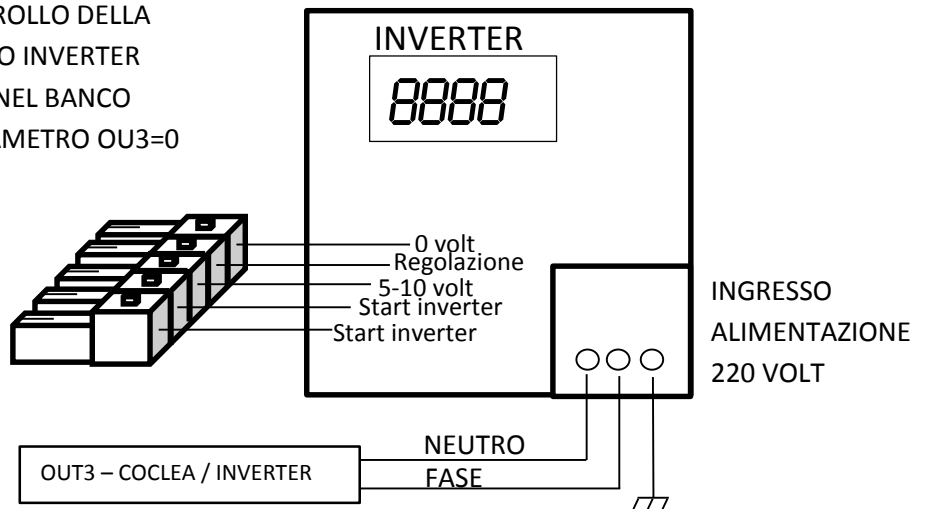 ROLLO DELLA
O INVERTER
NEL BANCO
AMETRO OU3=0
INVERTER
8888
0 volt
Regolazione
5-10 volt
Start inverter
Start inverter
INGRESSO
ALIMENTAZIONE
220 VOLT
NEUTRO
OUT3 – COCLEA / INVERTER
FASE